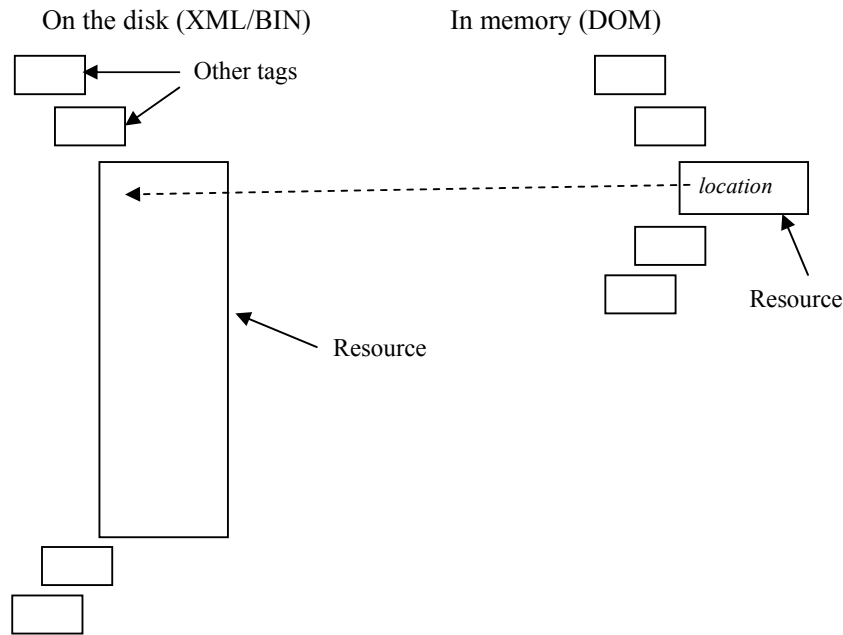 On the disk (XML/BIN)
In memory (DOM)
Other tags
location
Resource
Resource